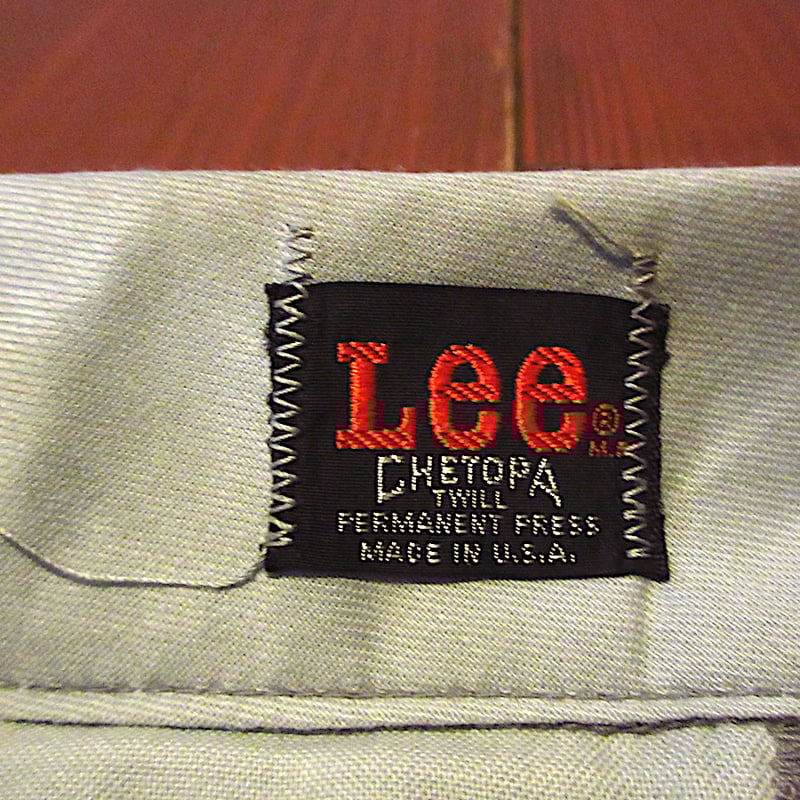 Lee®
M.R.
CHETOPA
TWILL
PERMANENT PRESS
MADE IN U.S.A.